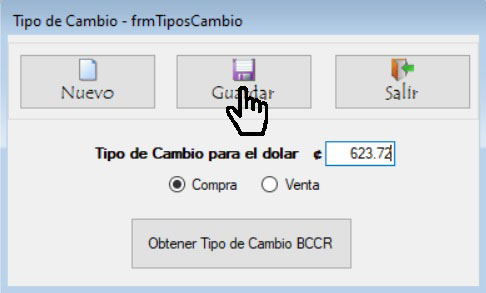 Tipo de Cambio - frmTiposCambio
Nuevo Guardar Salir
Tipo de Cambio para el dolar ¢ 623.72
Compra Venta
Obtener Tipo de Cambio BCCR